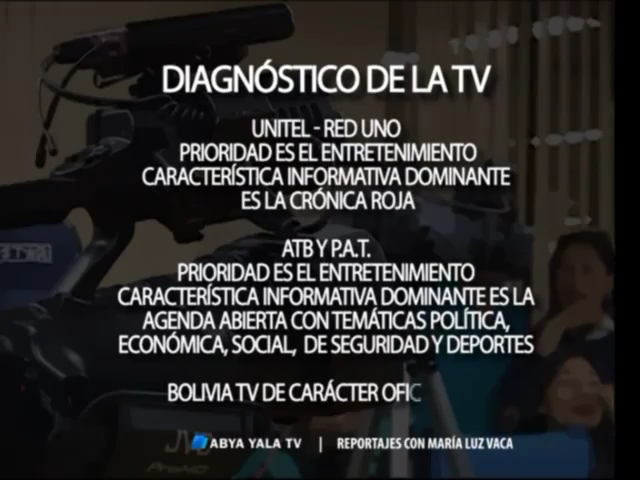 DIAGNÓSTICO DE LA TV
UNITEL - RED UNO
PRIORIDAD ES EL ENTRETENIMIENTO
CARACTERÍSTICA INFORMATIVA DOMINANTE
ES LA CRÓNICA ROJA
ATB Y P.A.T.
PRIORIDAD ES EL ENTRETENIMIENTO
CARACTERÍSTICA INFORMATIVA DOMINANTE ES LA
AGENDA ABIERTA CON TEMÁTICAS POLÍTICA,
ECONÓMICA, SOCIAL, DE SEGURIDAD Y DEPORTES
BOLIVIA TV DE CARÁCTER OFIC
JVC
ABYA YALA TV | REPORTAJES CON MARÍA LUZ VACA